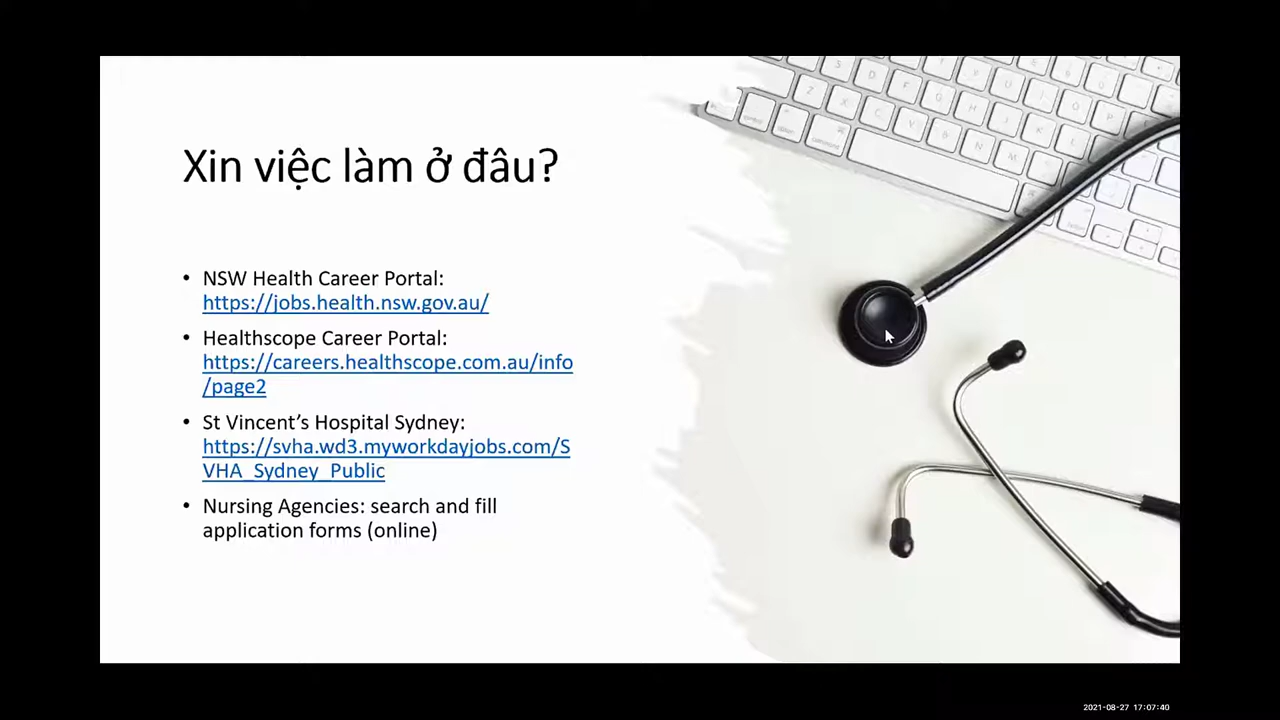 Xin việc làm ở đâu?
• NSW Health Career Portal:
https://jobs.health.nsw.gov.au/
• Healthscope Career Portal:
https://careers.healthscope.com.au/info
/page2
• St Vincent’s Hospital Sydney:
https://svha.wd3.myworkdayjobs.com/S
VHA_Sydney_Public
• Nursing Agencies: search and fill
application forms (online)
2021-08-27 17:07:40